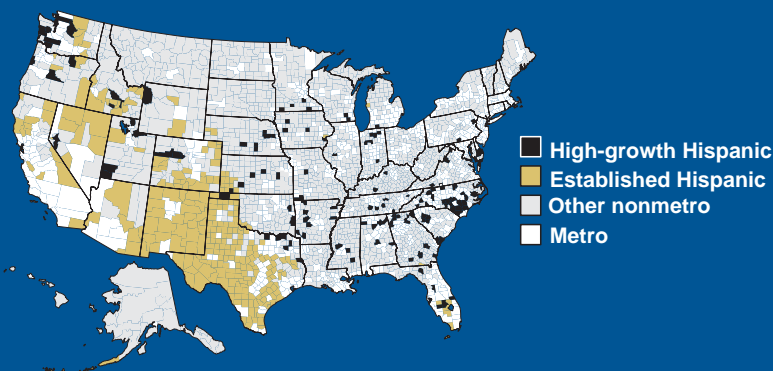 High-growth Hispanic
Established Hispanic
Other nonmetro
Metro